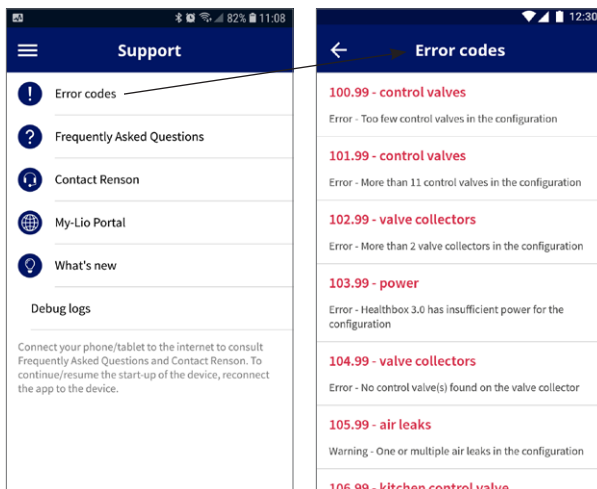 82% 11:08
Support
Error codes
Frequently Asked Questions
Contact Renson
My-Lio Portal
What's new
Debug logs
Connect your phone/tablet to the internet to consult
Frequently Asked Questions and Contact Renson. To
continue/resume the start-up of the device, reconnect
the app to the device.
12:30
Error codes
100.99 - control valves
Error - Too few control valves in the configuration
101.99 - control valves
Error - More than 11 control valves in the configuration
102.99 - valve collectors
Error - More than 2 valve collectors in the configuration
103.99 - power
Error - Healthbox 3.0 has insufficient power for the
configuration
104.99 - valve collectors
Error - No control valve(s) found on the valve collector
105.99 - air leaks
Warning - One or multiple air leaks in the configuration
106.99 - kitchen control valve